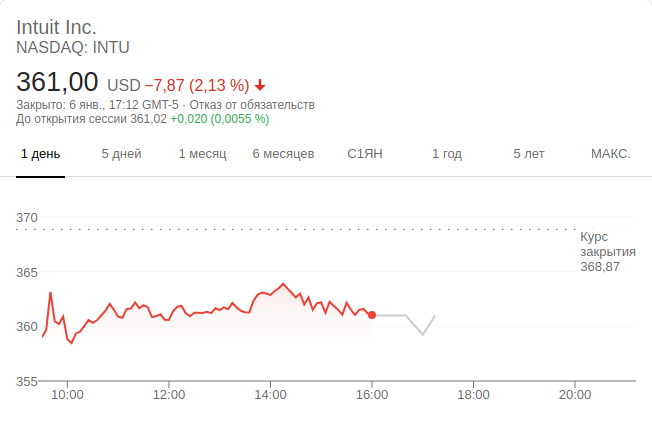 Intuit Inc.
NASDAQ: INTU
361,00 USD −7,87 (2,13 %)
Закрыто: 6 янв., 17:12 GMT-5 · Отказ от обязательств
До открытия сессии 361,02 +0,020 (0,0055 %)
1 день 5 дней 1 месяц 6 месяцев С1ЯН 1 год 5 лет МАКС.
370
Курс
закрытия
368,87
365
360
355
10:00 12:00 14:00 16:00 18:00 20:00